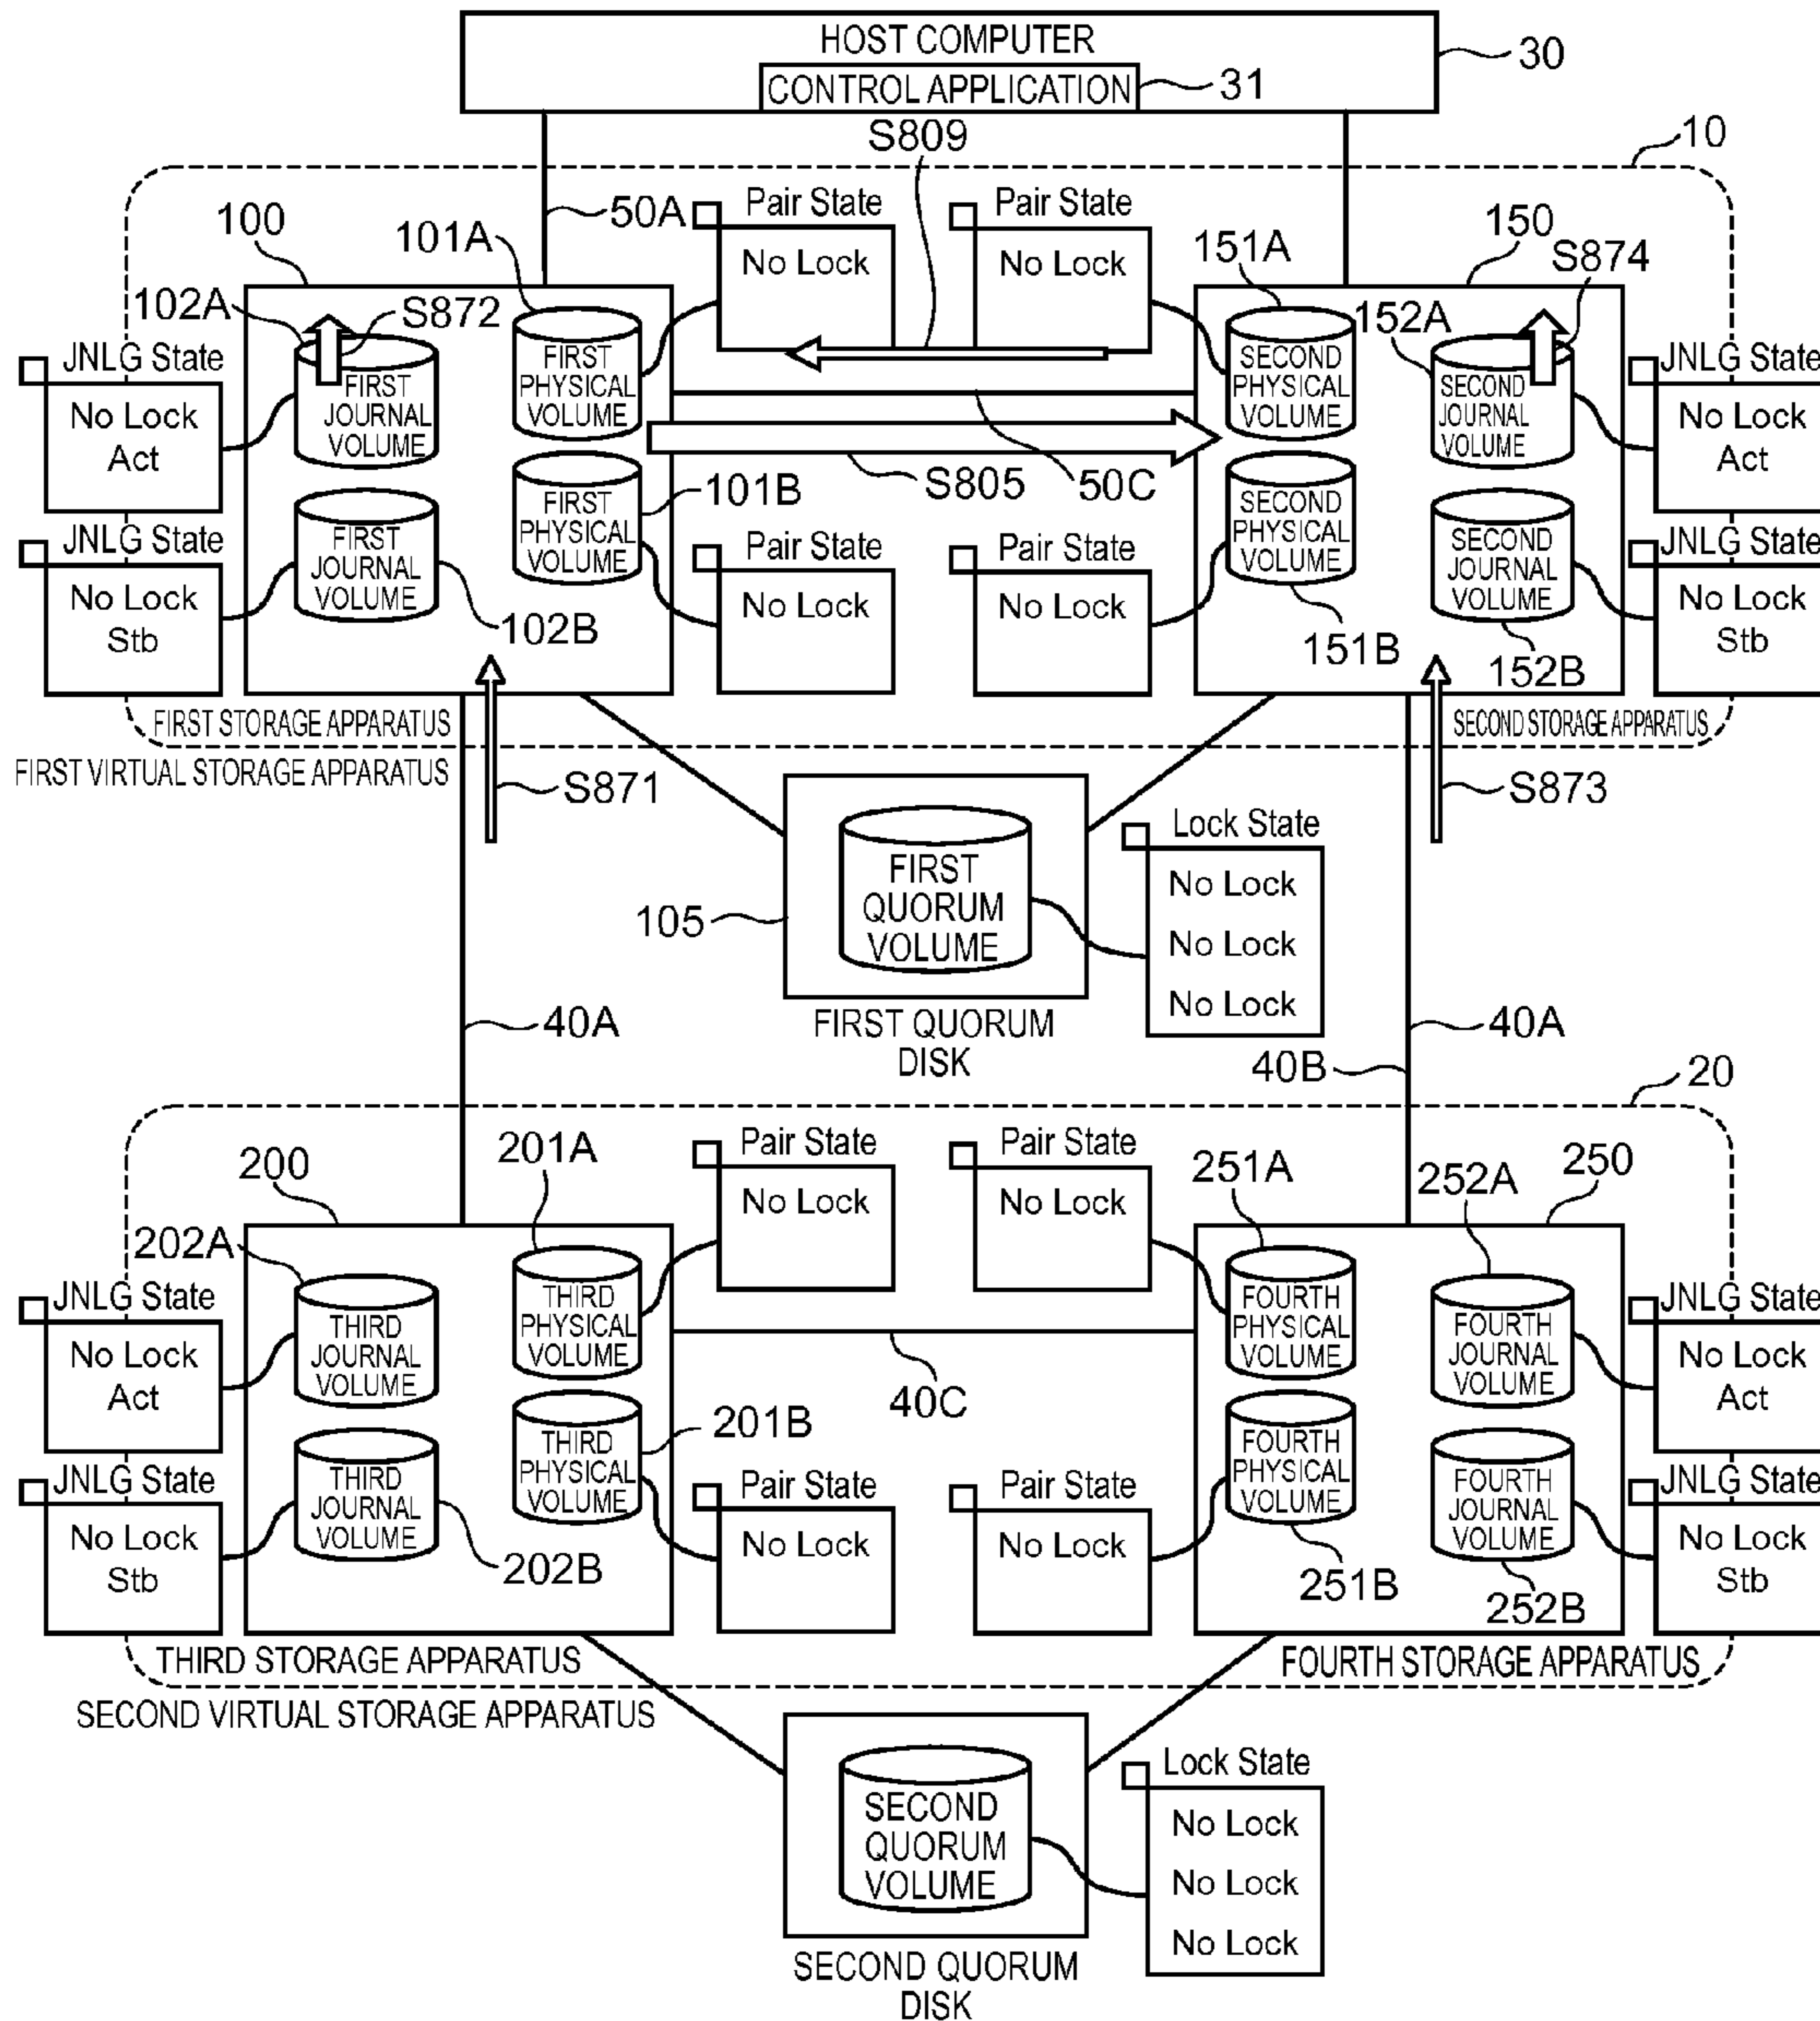 HOST COMPUTER
30
CONTROL APPLICATION
31
S809
10
100
50A
101A
Pair State
No Lock
Pair State
No Lock
151A
150
S874
102A
S872
152A
JNLG State
No Lock
Act
FIRST
JOURNAL
VOLUME
FIRST
PHYSICAL
VOLUME
SECOND
PHYSICAL
VOLUME
SECOND
JOURNAL
VOLUME
JNLG State
No Lock
Act
S805
50C
101B
JNLG State
No Lock
Stb
FIRST
JOURNAL
VOLUME
FIRST
PHYSICAL
VOLUME
Pair State
No Lock
Pair State
No Lock
SECOND
PHYSICAL
VOLUME
SECOND
JOURNAL
VOLUME
JNLG State
No Lock
Stb
102B
151B
152B
FIRST STORAGE APPARATUS
SECOND STORAGE APPARATUS
FIRST VIRTUAL STORAGE APPARATUS
S871
S873
105
FIRST
QUORUM
VOLUME
Lock State
No Lock
No Lock
No Lock
FIRST QUORUM
DISK
40A
40A
40B
20
200
201A
Pair State
No Lock
Pair State
No Lock
251A
252A
250
202A
JNLG State
No Lock
Act
THIRD
JOURNAL
VOLUME
THIRD
PHYSICAL
VOLUME
FOURTH
PHYSICAL
VOLUME
FOURTH
JOURNAL
VOLUME
JNLG State
No Lock
Act
40C
201B
JNLG State
No Lock
Stb
THIRD
JOURNAL
VOLUME
THIRD
PHYSICAL
VOLUME
Pair State
No Lock
Pair State
No Lock
FOURTH
PHYSICAL
VOLUME
FOURTH
JOURNAL
VOLUME
JNLG State
No Lock
Stb
202B
251B
252B
THIRD STORAGE APPARATUS
FOURTH STORAGE APPARATUS
SECOND VIRTUAL STORAGE APPARATUS
SECOND
QUORUM
VOLUME
Lock State
No Lock
No Lock
No Lock
SECOND QUORUM
DISK